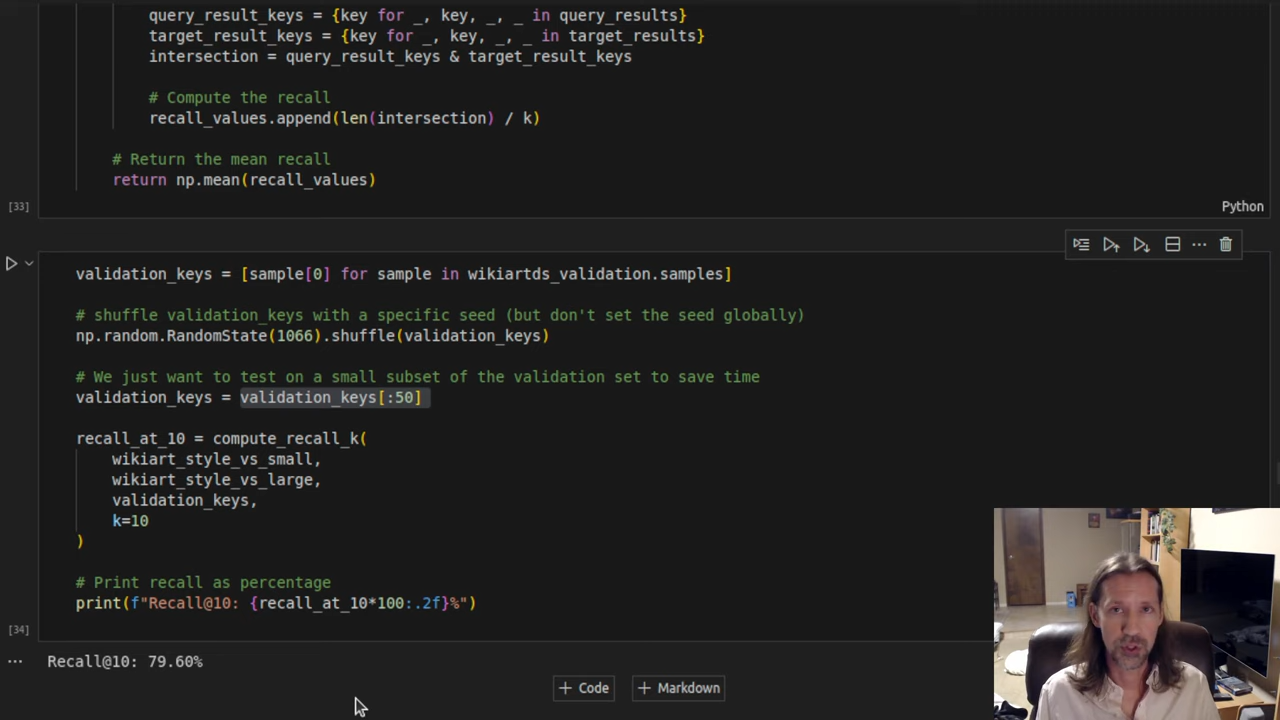 query_result_keys = {key for _, key, _, _ in query_results}
target_result_keys = {key for _, key, _, _ in target_results}
intersection = query_result_keys & target_result_keys
# Compute the recall
recall_values.append(len(intersection) / k)
# Return the mean recall
return np.mean(recall_values)
[33]
Python
validation_keys = [sample[0] for sample in wikiartds_validation.samples]
# shuffle validation_keys with a specific seed (but don't set the seed globally)
np.random.RandomState(1066).shuffle(validation_keys)
# We just want to test on a small subset of the validation set to save time
validation_keys = validation_keys[:50]
recall_at_10 = compute_recall_k(
wikiart_style_vs_small,
wikiart_style_vs_large,
validation_keys,
k=10
)
# Print recall as percentage
print(f"Recall@10: {recall_at_10*100:.2f}%")
[34]
... Recall@10: 79.60%
+ Code + Markdown